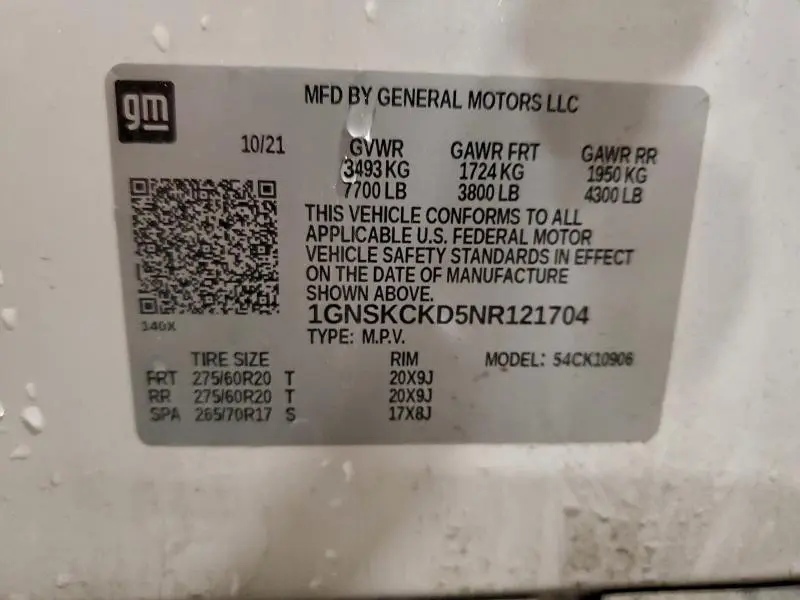 gm
MFD BY GENERAL MOTORS LLC
10/21
GVWR GAWR FRT GAWR RR
3493 KG 1724 KG 1950 KG
7700 LB 3800 LB 4300 LB
THIS VEHICLE CONFORMS TO ALL
APPLICABLE U.S. FEDERAL MOTOR
VEHICLE SAFETY STANDARDS IN EFFECT
ON THE DATE OF MANUFACTURE
SHOWN ABOVE.
1GNSKCKD5NR121704
140X
TYPE: M.P.V.
TIRE SIZE RIM MODEL: 54CK10906
FRT 275/60R20 T 20X9J
RR 275/60R20 T 20X9J
SPA 265/70R17 S 17X8J